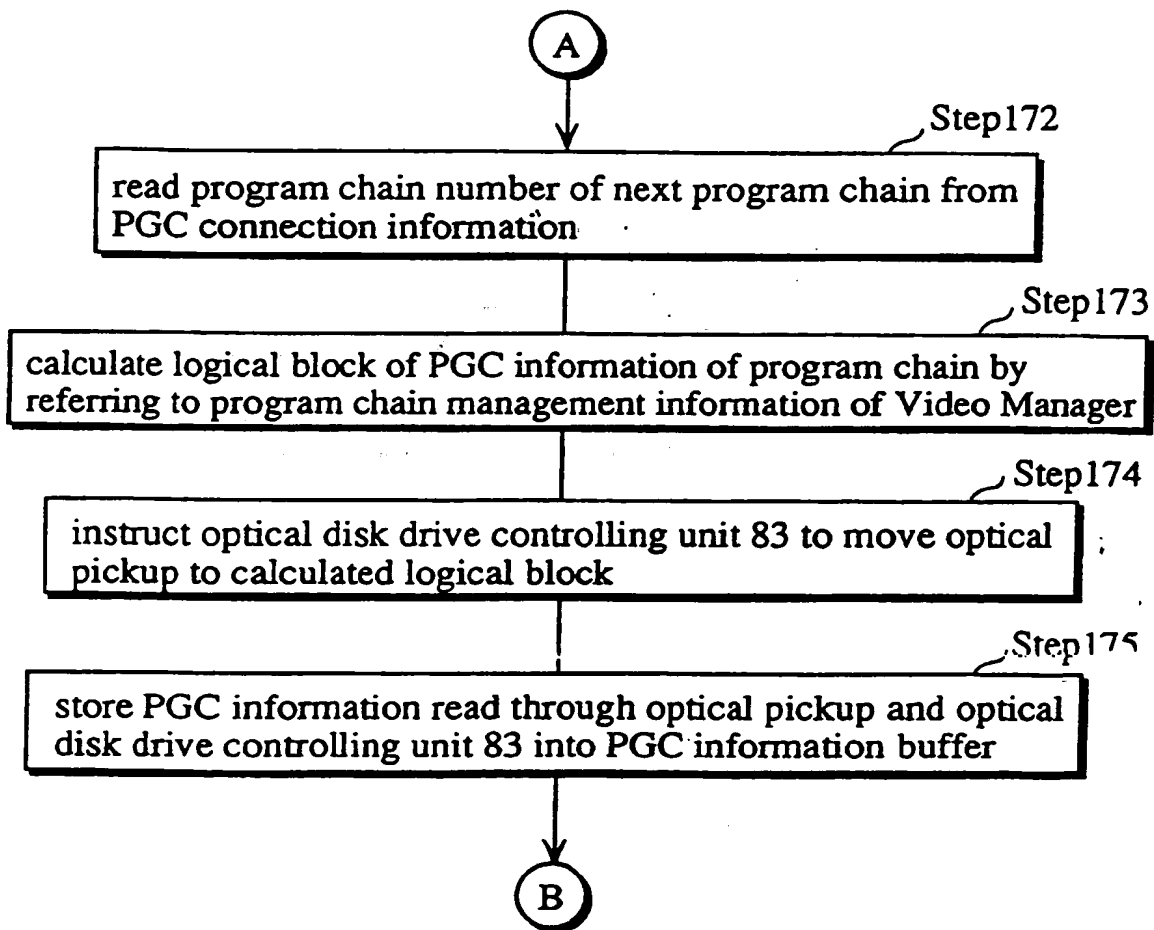 A
Step172
read program chain number of next program chain from
PGC connection information
Step173
calculate logical block of PGC information of program chain by
referring to program chain management information of Video Manager
Step174
instruct optical disk drive controlling unit 83 to move optical
pickup to calculated logical block
Step175
store PGC information read through optical pickup and optical
disk drive controlling unit 83 into PGC information buffer
B